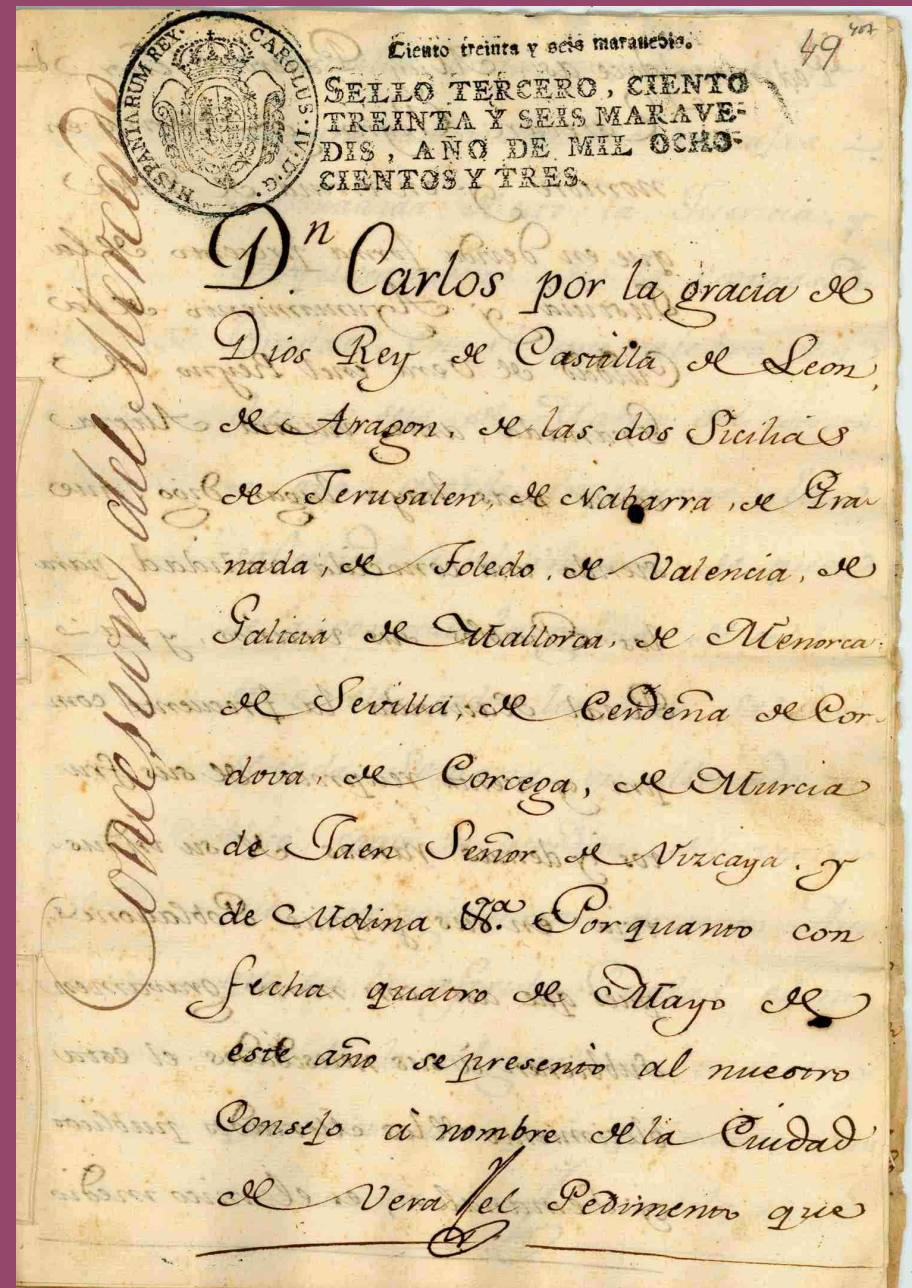 407
49
HISPANIARUM REX. CAROLUS IV D.G.
Ciento treinta y seis maravedis.
SELLO TERCERO, CIENTO
TREINTA Y SEIS MARAVE-
DIS, AÑO DE MIL OCHO-
CIENTOS Y TRES.
Concesion del Mercado
Dn. Carlos por la gracia de
Dios Rey de Castilla de Leon,
de Aragon, de las dos Sicilias
de Jerusalen, de Nabarra, de Gra-
nada, de Toledo, de Valencia, de
Galicia de Mallorca, de Menorca
de Sevilla, de Cerdeña de Cor-
dova, de Corcega, de Murcia
de Jaen Señor de Vizcaya y
de Molina &a. Por quanto con
fecha quatro de Mayo de
este año se presentó al nuestro
Consejo à nombre de la Ciudad
de Vera el Pedimento que